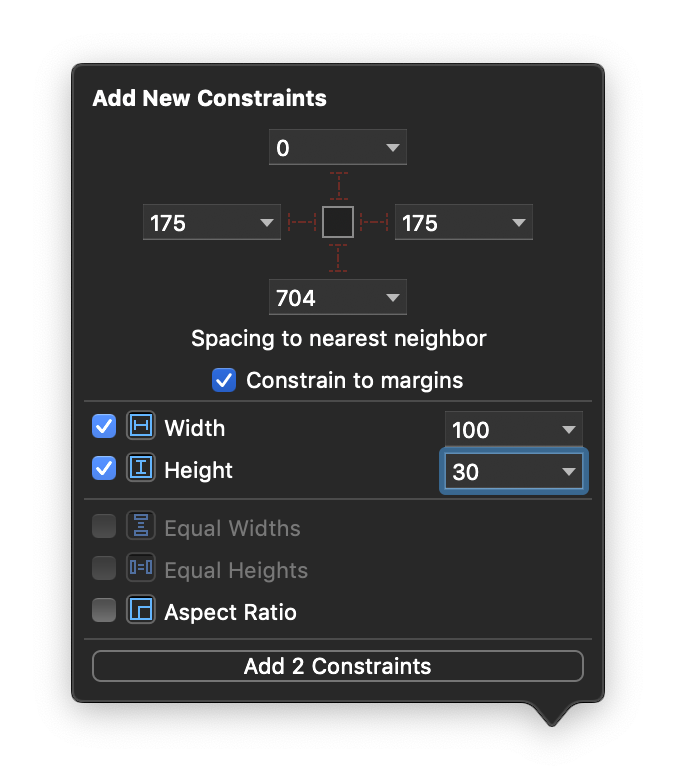 Add New Constraints
0
175
175
704
Spacing to nearest neighbor
Constrain to margins
Width 100
Height 30
Equal Widths
Equal Heights
Aspect Ratio
Add 2 Constraints